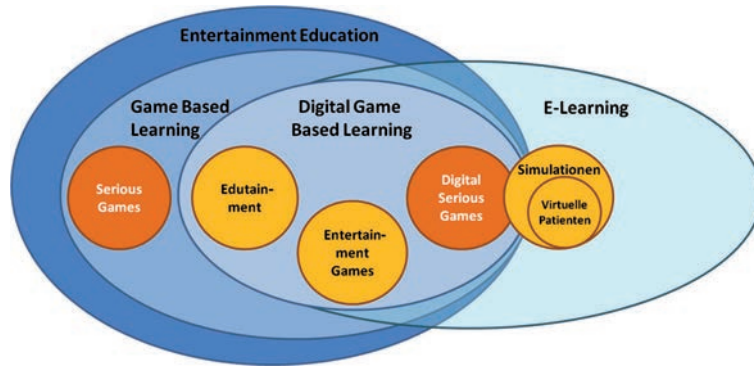 Entertainment Education
Game Based
Learning
Digital Game
Based Learning
E-Learning
Serious
Games
Edutain-
ment
Entertain-
ment
Games
Digital
Serious
Games
Simulationen
Virtuelle
Patienten